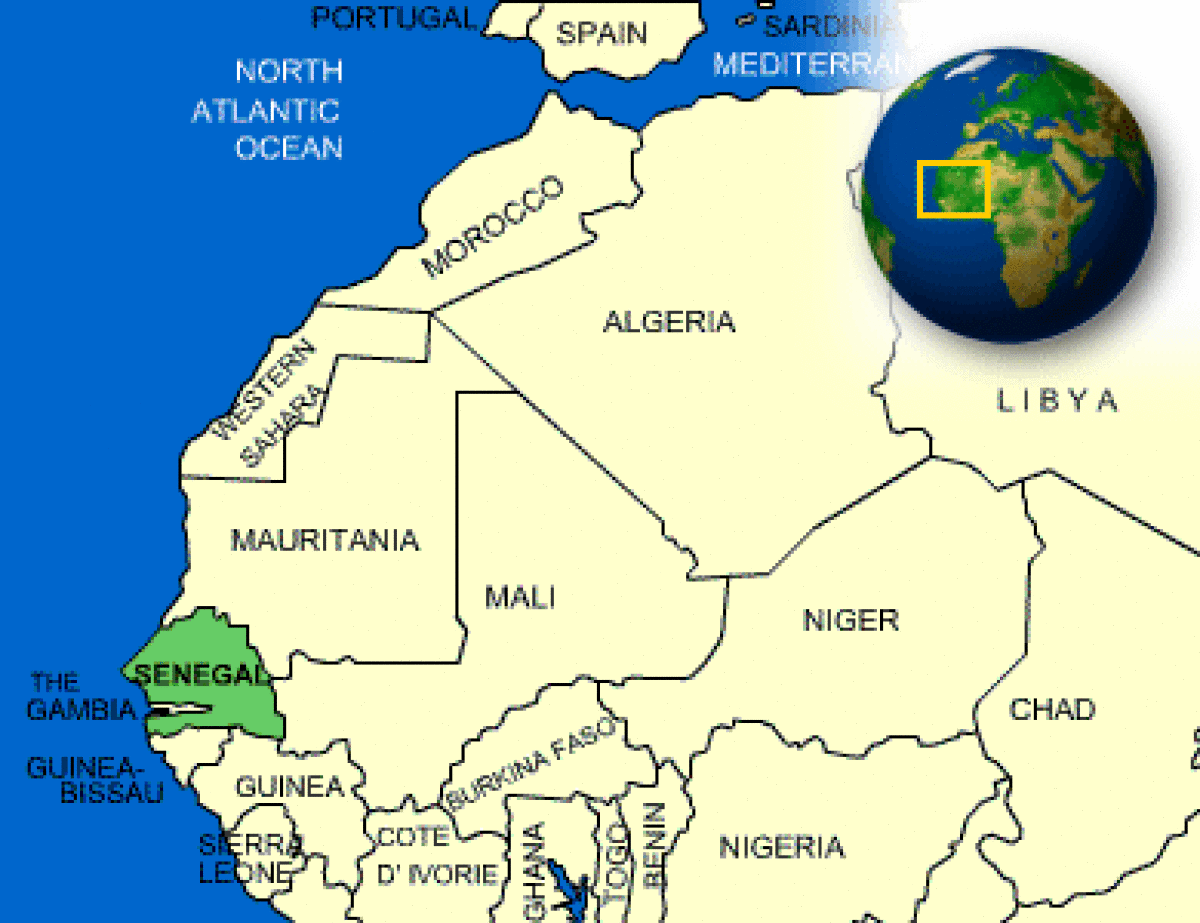 PORTUGAL
SPAIN
SARDINIA
NORTH
ATLANTIC
OCEAN
MEDITERRAN
MOROCCO
ALGERIA
LIBYA
WESTERN
SAHARA
MAURITANIA
MALI
NIGER
CHAD
SENEGAL
THE
GAMBIA
GUINEA-
BISSAU
GUINEA
BURKINA FASO
SIERRA
LEONE
COTE
D' IVORIE
GHANA
TOGO
BENIN
NIGERIA